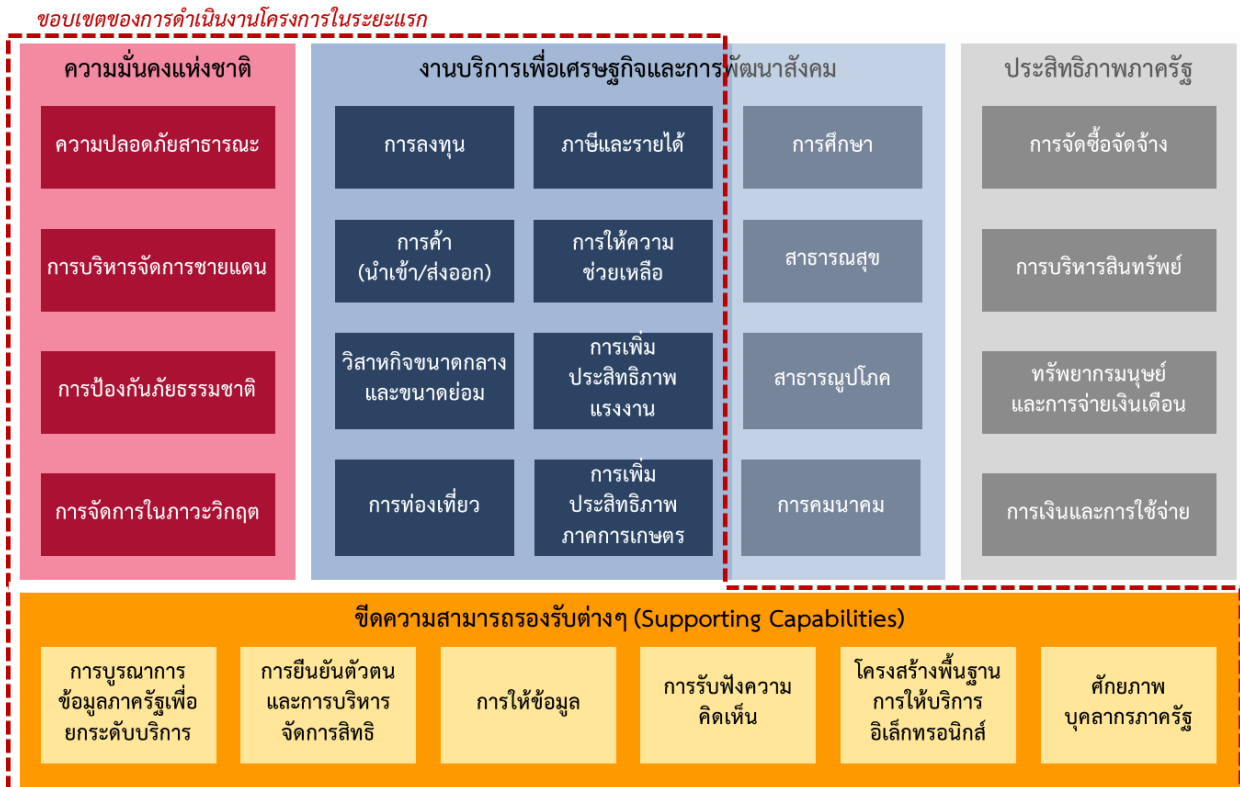 ขอบเขตของการดำเนินงานโครงการในระยะแรก
ความมั่นคงแห่งชาติ
ความปลอดภัยสาธารณะ
การบริหารจัดการชายแดน
การป้องกันภัยธรรมชาติ
การจัดการในภาวะวิกฤต
งานบริการเพื่อเศรษฐกิจและการพัฒนาสังคม
การลงทุน
ภาษีและรายได้
การศึกษา
การค้า
(นำเข้า/ส่งออก)
การให้ความ
ช่วยเหลือ
สาธารณสุข
วิสาหกิจขนาดกลาง
และขนาดย่อม
การเพิ่ม
ประสิทธิภาพ
แรงงาน
สาธารณูปโภค
การท่องเที่ยว
การเพิ่ม
ประสิทธิภาพ
ภาคการเกษตร
การคมนาคม
ประสิทธิภาพภาครัฐ
การจัดซื้อจัดจ้าง
การบริหารสินทรัพย์
ทรัพยากรมนุษย์
และการจ่ายเงินเดือน
การเงินและการใช้จ่าย
ขีดความสามารถรองรับต่างๆ (Supporting Capabilities)
การบูรณาการ
ข้อมูลภาครัฐเพื่อ
ยกระดับบริการ
การยืนยันตัวตน
และการบริหาร
จัดการสิทธิ
การให้ข้อมูล
การรับฟังความ
คิดเห็น
โครงสร้างพื้นฐาน
การให้บริการ
อิเล็กทรอนิกส์
ศักยภาพ
บุคลากรภาครัฐ